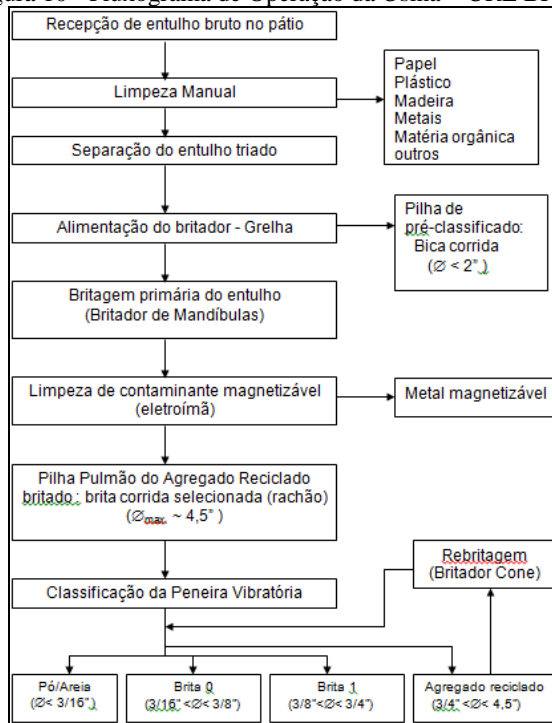 Recepção de entulho bruto no pátio
Limpeza Manual
Papel
Plástico
Madeira
Metais
Matéria orgânica
outros
Separação do entulho triado
Alimentação do britador - Grelha
Pilha de
pré-classificado:
Bica corrida
(∅ < 2" )
Britagem primária do entulho
(Britador de Mandíbulas)
Limpeza de contaminante magnetizável
(eletroímã)
Metal magnetizável
Pilha Pulmão do Agregado Reciclado
britado : brita corrida selecionada (rachão)
(∅max. ~ 4,5" )
Rebritagem
(Britador Cone)
Classificação da Peneira Vibratória
Pó/Areia
(∅< 3/16" )
Brita 0
(3/16" <∅< 3/8")
Brita 1
(3/8"<∅< 3/4")
Agregado reciclado
(3/4" <∅< 4,5")